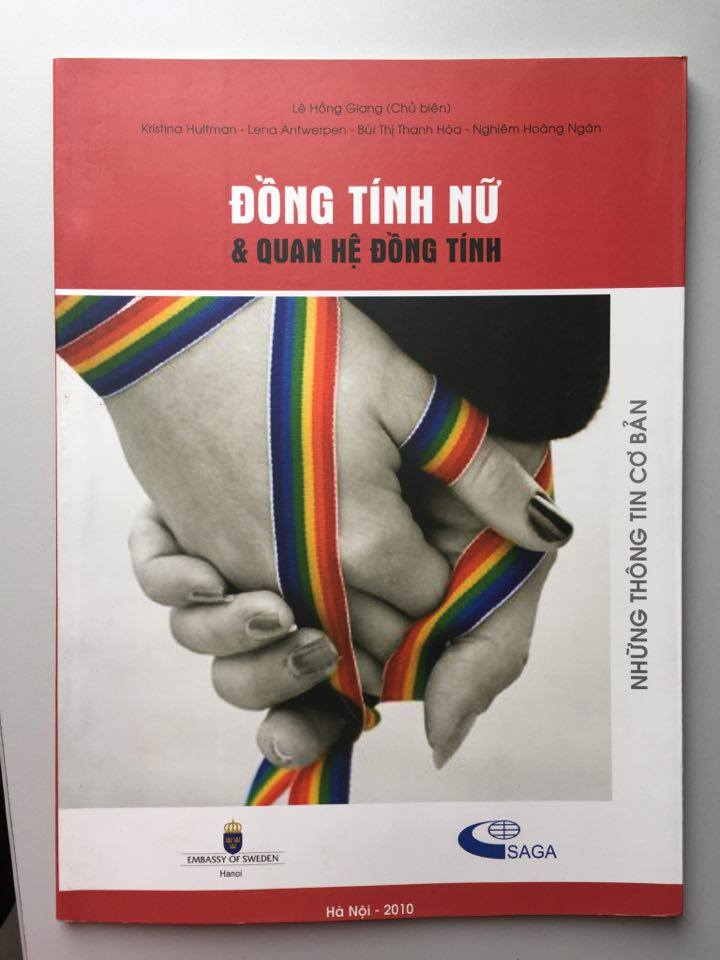 Lê Hồng Giang (Chủ biên)
Kristina Hultman - Lena Antwerpen - Bùi Thị Thanh Hòa - Nghiêm Hoàng Ngân
ĐỒNG TÍNH NỮ
& QUAN HỆ ĐỒNG TÍNH
NHỮNG THÔNG TIN CƠ BẢN
EMBASSY OF SWEDEN
Hanoi
SAGA
Hà Nội - 2010